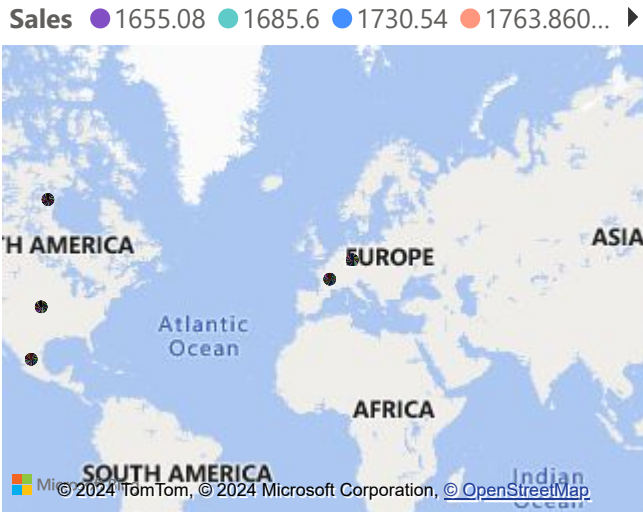 Sales 1655.08 1685.6 1730.54 1763.860...
TH AMERICA
EUROPE
ASIA
Atlantic
Ocean
AFRICA
SOUTH AMERICA
Indian
Ocean
© 2024 TomTom, © 2024 Microsoft Corporation, © OpenStreetMap